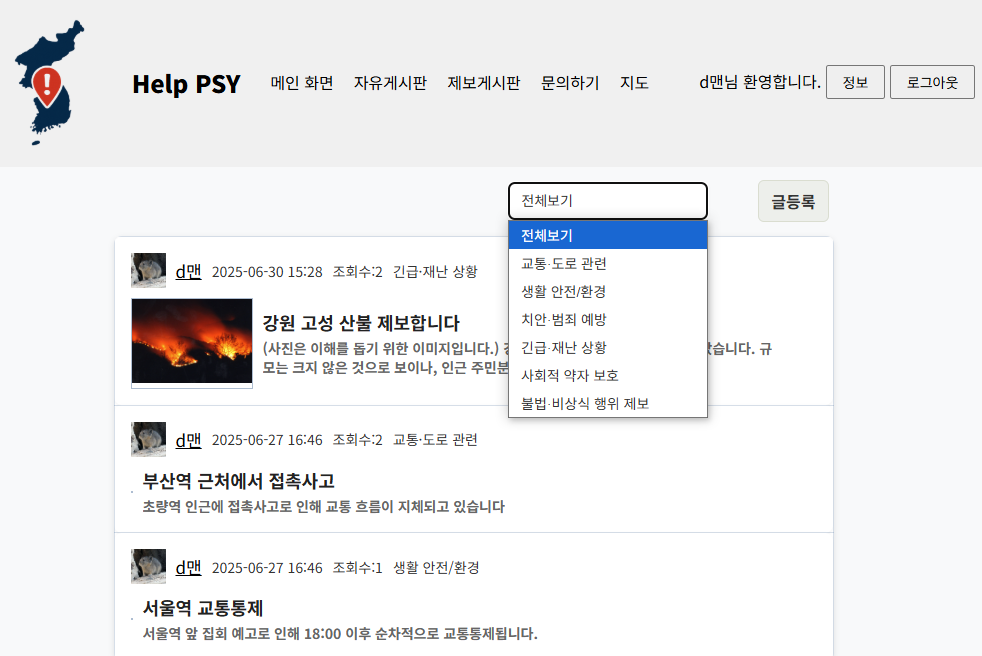 Help PSY 메인 화면 자유게시판 제보게시판 문의하기 지도 d맨님 환영합니다. 정보 로그아웃
전체보기 글등록
전체보기
교통·도로 관련
생활 안전/환경
치안·범죄 예방
긴급·재난 상황
사회적 약자 보호
불법·비상식 행위 제보
d맨 2025-06-30 15:28 조회수:2 긴급·재난 상황
강원 고성 산불 제보합니다
(사진은 이해를 돕기 위한 이미지입니다.) 습니다. 규
모는 크지 않은 것으로 보이나, 인근 주민분
d맨 2025-06-27 16:46 조회수:2 교통·도로 관련
부산역 근처에서 접촉사고
초량역 인근에 접촉사고로 인해 교통 흐름이 지체되고 있습니다
d맨 2025-06-27 16:46 조회수:1 생활 안전/환경
서울역 교통통제
서울역 앞 집회 예고로 인해 18:00 이후 순차적으로 교통통제됩니다.